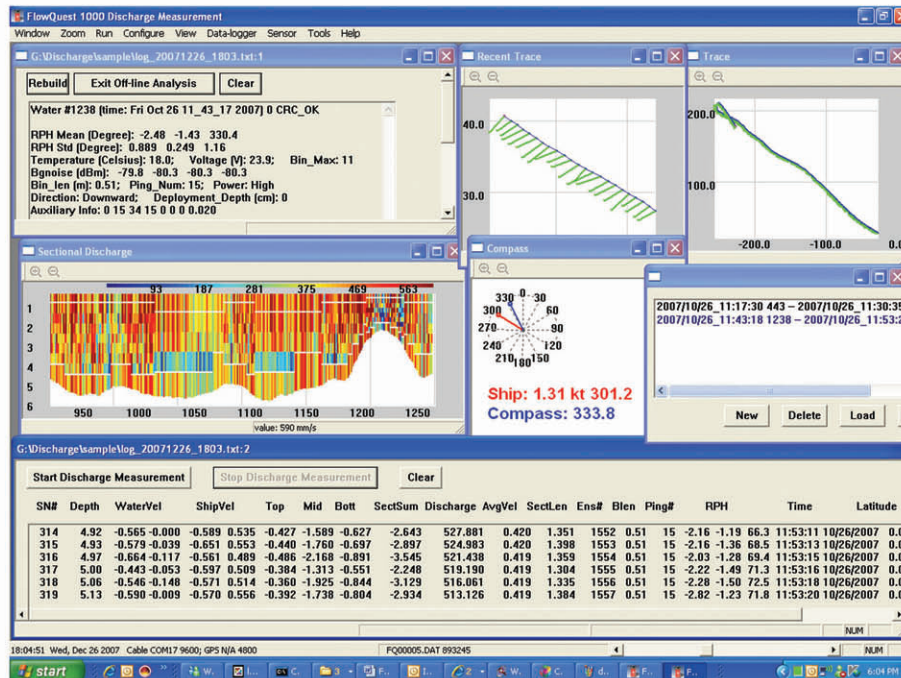 FlowQuest 1000 Discharge Measurement
Window Zoom Run Configure View Data-logger Sensor Tools Help
G:\Discharge\sample\log_20071226_1803.txt:1
Rebuild Exit Off-line Analysis Clear
Water #1238 (time: Fri Oct 26 11_43_17 2007) 0 CRC_OK
RPH Mean (Degree): -2.48 -1.43 330.4
RPH Std (Degree): 0.889 0.249 1.16
Temperature (Celsius): 18.0; Voltage (V): 23.9; Bin_Max: 11
Bgnoise (dBm): -79.8 -80.3 -80.3 -80.3
Bin_len (m): 0.51; Ping_Num: 15; Power: High
Direction: Downward; Deployment_Depth (cm): 0
Auxiliary Info: 0 15 34 15 0 0 0 0.020
Recent Trace
40.0
30.0
Trace
200.0
100.0
-200.0 -100.0 0.0
Sectional Discharge
93 187 281 375 469 563
1
2
3
4
5
6
950 1000 1050 1100 1150 1200 1250
value: 590 mm/s
Compass
0
330 30
300 60
270 90
240 120
210 150
180
Ship: 1.31 kt 301.2
Compass: 333.8
2007/10/26_11:17:30 443 -- 2007/10/26_11:30:35
2007/10/26_11:43:18 1238 -- 2007/10/26_11:53:2
New Delete Load
G:\Discharge\sample\log_20071226_1803.txt:2
Start Discharge Measurement Stop Discharge Measurement Clear
SN# Depth WaterVel ShipVel Top Mid Bott SectSum Discharge AvgVel SectLen Ens# Blen Ping# RPH Time Latitude
314 4.92 -0.565 -0.000 -0.589 0.535 -0.427 -1.589 -0.627 -2.643 527.881 0.420 1.351 1552 0.51 15 -2.16 -1.19 66.3 11:53:11 10/26/2007 0.0
315 4.93 -0.579 -0.039 -0.651 0.553 -0.440 -1.760 -0.697 -2.897 524.983 0.420 1.398 1553 0.51 15 -2.16 -1.36 68.5 11:53:13 10/26/2007 0.0
316 4.97 -0.664 -0.117 -0.561 0.489 -0.486 -2.168 -0.891 -3.545 521.438 0.419 1.359 1554 0.51 15 -2.03 -1.28 69.4 11:53:15 10/26/2007 0.0
317 5.00 -0.443 -0.053 -0.597 0.509 -0.384 -1.313 -0.551 -2.248 519.190 0.419 1.304 1555 0.51 15 -2.22 -1.49 71.3 11:53:16 10/26/2007 0.0
318 5.06 -0.546 -0.148 -0.571 0.514 -0.360 -1.925 -0.844 -3.129 516.061 0.419 1.335 1556 0.51 15 -2.28 -1.50 72.5 11:53:18 10/26/2007 0.0
319 5.13 -0.590 -0.009 -0.570 0.556 -0.392 -1.738 -0.804 -2.934 513.126 0.419 1.384 1557 0.51 15 -2.82 -1.23 71.8 11:53:20 10/26/2007 0.0
NUM
18:04:51 Wed, Dec 26 2007 Cable COM17 9600; GPS N/A 4800 FQ00005.DAT 893245 NUM
start W. I... C. 3 F.. I. 2 W. C. d.. F.. F.. 6:04 PM